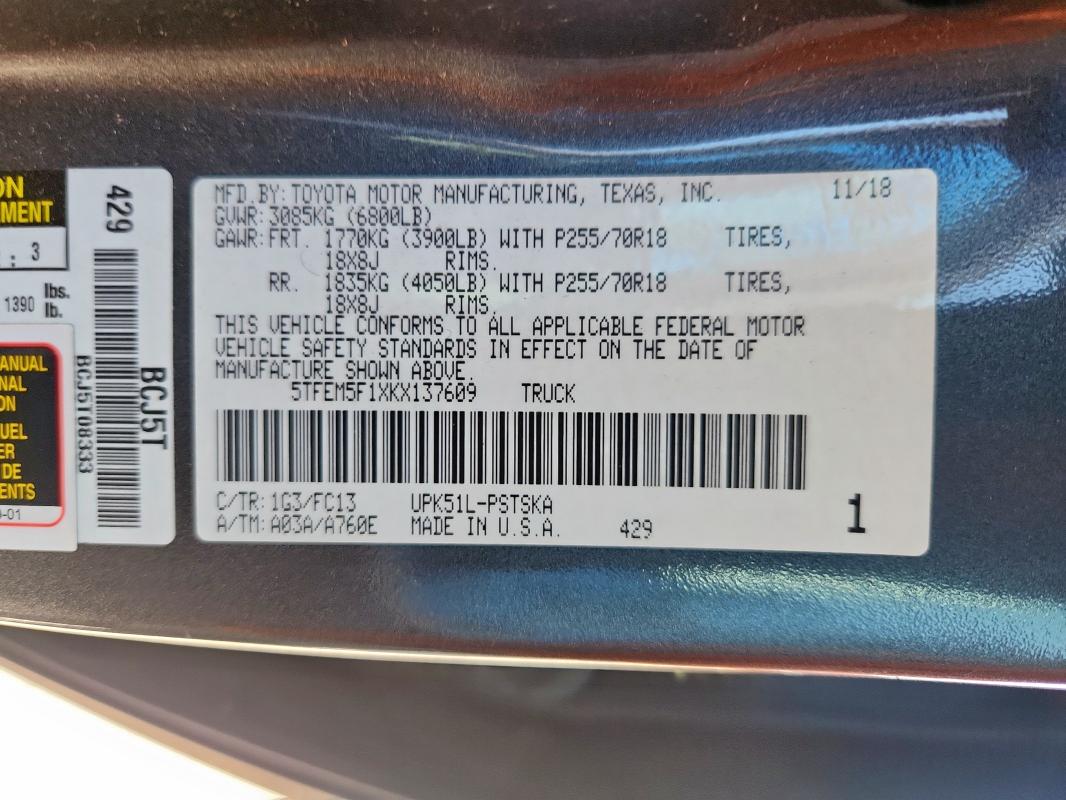 MFD.BY:TOYOTA MOTOR MANUFACTURING, TEXAS, INC. 11/18
GVWR:3085KG (6800LB)
GAWR:FRT. 1770KG (3900LB) WITH P255/70R18 TIRES,
18X8J RIMS.
RR. 1835KG (4050LB) WITH P255/70R18 TIRES,
18X8J RIMS.
THIS VEHICLE CONFORMS TO ALL APPLICABLE FEDERAL MOTOR
VEHICLE SAFETY STANDARDS IN EFFECT ON THE DATE OF
MANUFACTURE SHOWN ABOVE.
5TFEM5F1XKX137609 TRUCK
C/TR:1G3/FC13 UPK51L-PSTSKA
A/TM:A03A/A760E MADE IN U.S.A. 429
1
429
BCJ5T
BCJ5T08333
ON
MENT
: 3
1390 lbs.
lb.
MANUAL
NAL
ON
UEL
ER
DE
ENTS
-01